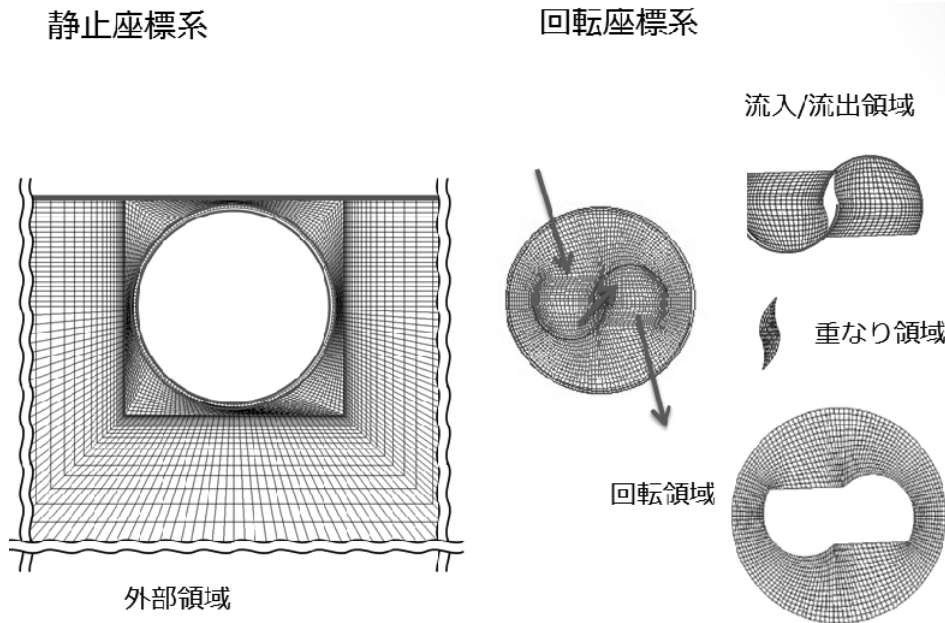 静止座標系
回転座標系
流入/流出領域
重なり領域
回転領域
外部領域